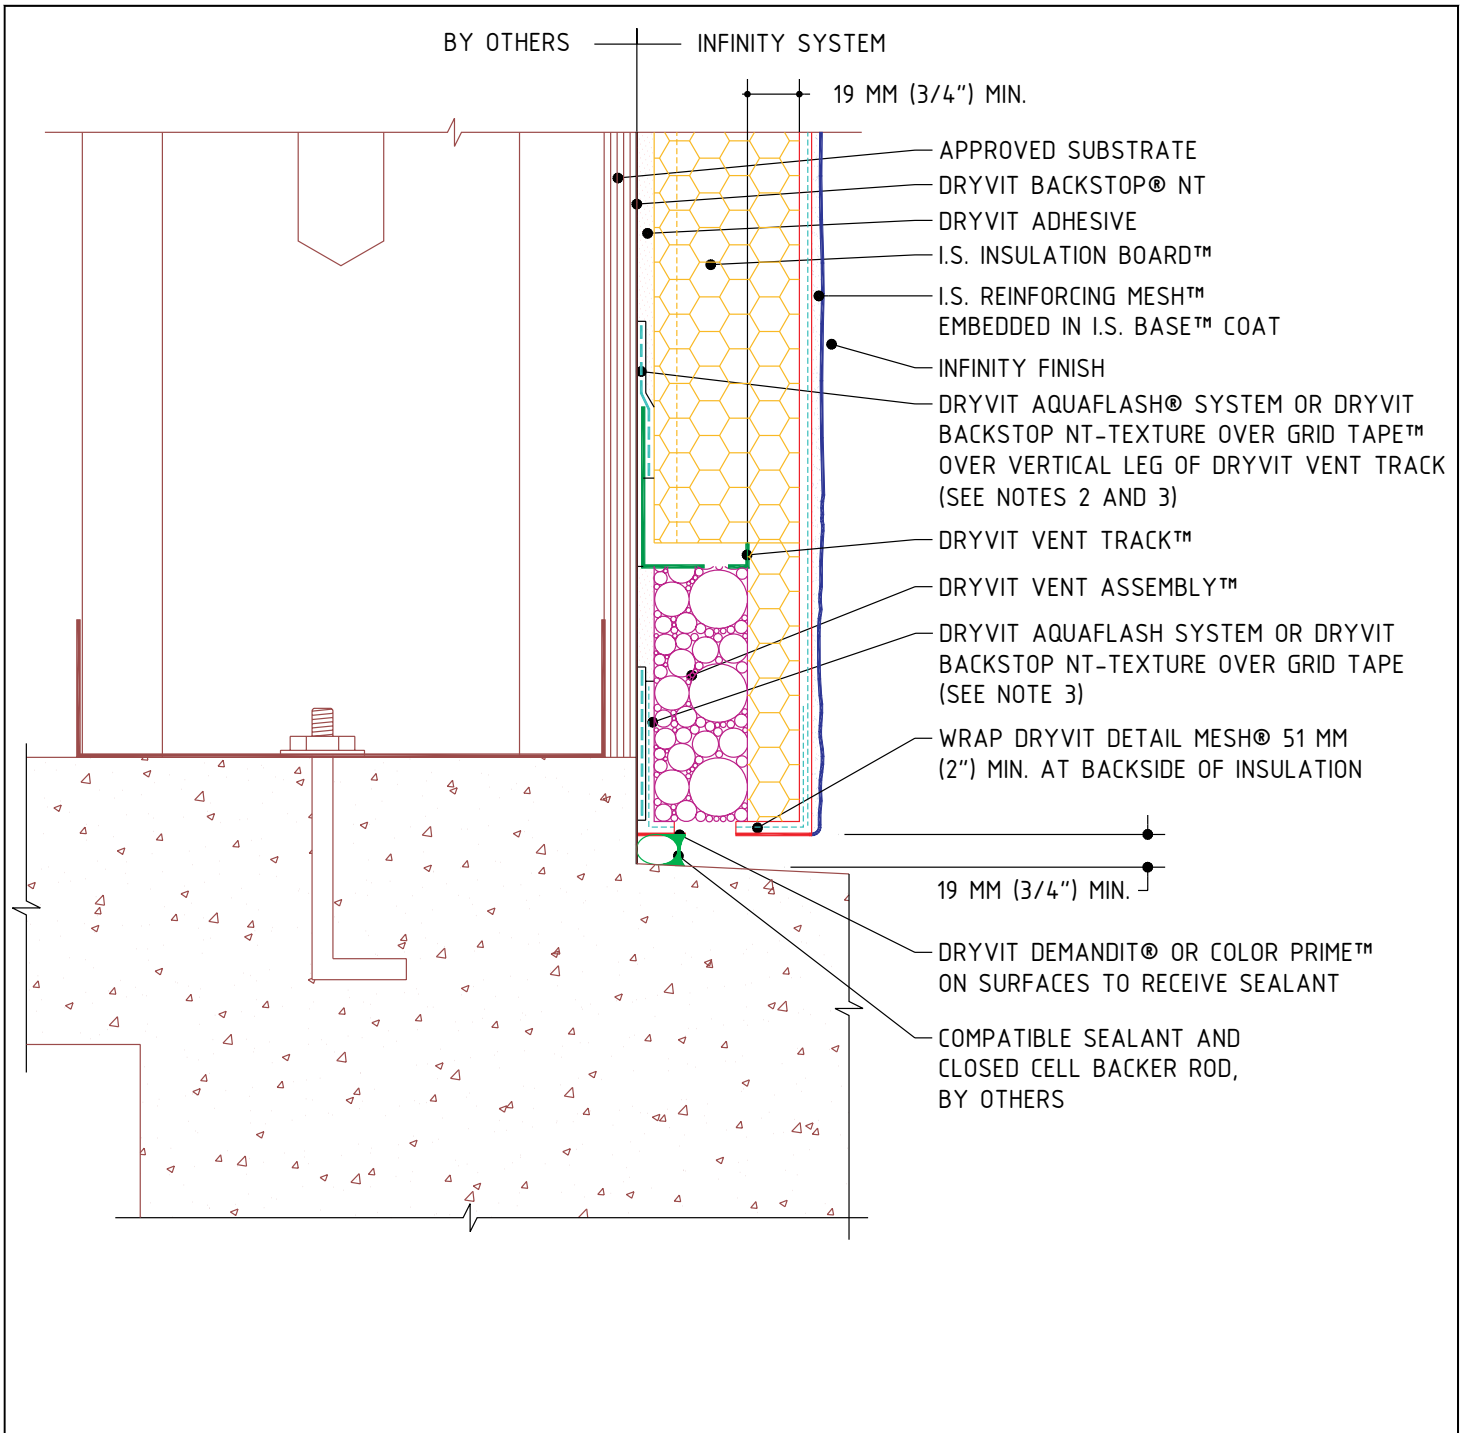 BY OTHERS
INFINITY SYSTEM
19 MM (3/4") MIN.
APPROVED SUBSTRATE
DRYVIT BACKSTOP® NT
DRYVIT ADHESIVE
I.S. INSULATION BOARD™
I.S. REINFORCING MESH™
EMBEDDED IN I.S. BASE™ COAT
INFINITY FINISH
DRYVIT AQUAFLASH® SYSTEM OR DRYVIT
BACKSTOP NT-TEXTURE OVER GRID TAPE™
OVER VERTICAL LEG OF DRYVIT VENT TRACK
(SEE NOTES 2 AND 3)
DRYVIT VENT TRACK™
DRYVIT VENT ASSEMBLY™
DRYVIT AQUAFLASH SYSTEM OR DRYVIT
BACKSTOP NT-TEXTURE OVER GRID TAPE
(SEE NOTE 3)
WRAP DRYVIT DETAIL MESH® 51 MM
(2") MIN. AT BACKSIDE OF INSULATION
19 MM (3/4") MIN.
DRYVIT DEMANDIT® OR COLOR PRIME™
ON SURFACES TO RECEIVE SEALANT
COMPATIBLE SEALANT AND
CLOSED CELL BACKER ROD,
BY OTHERS